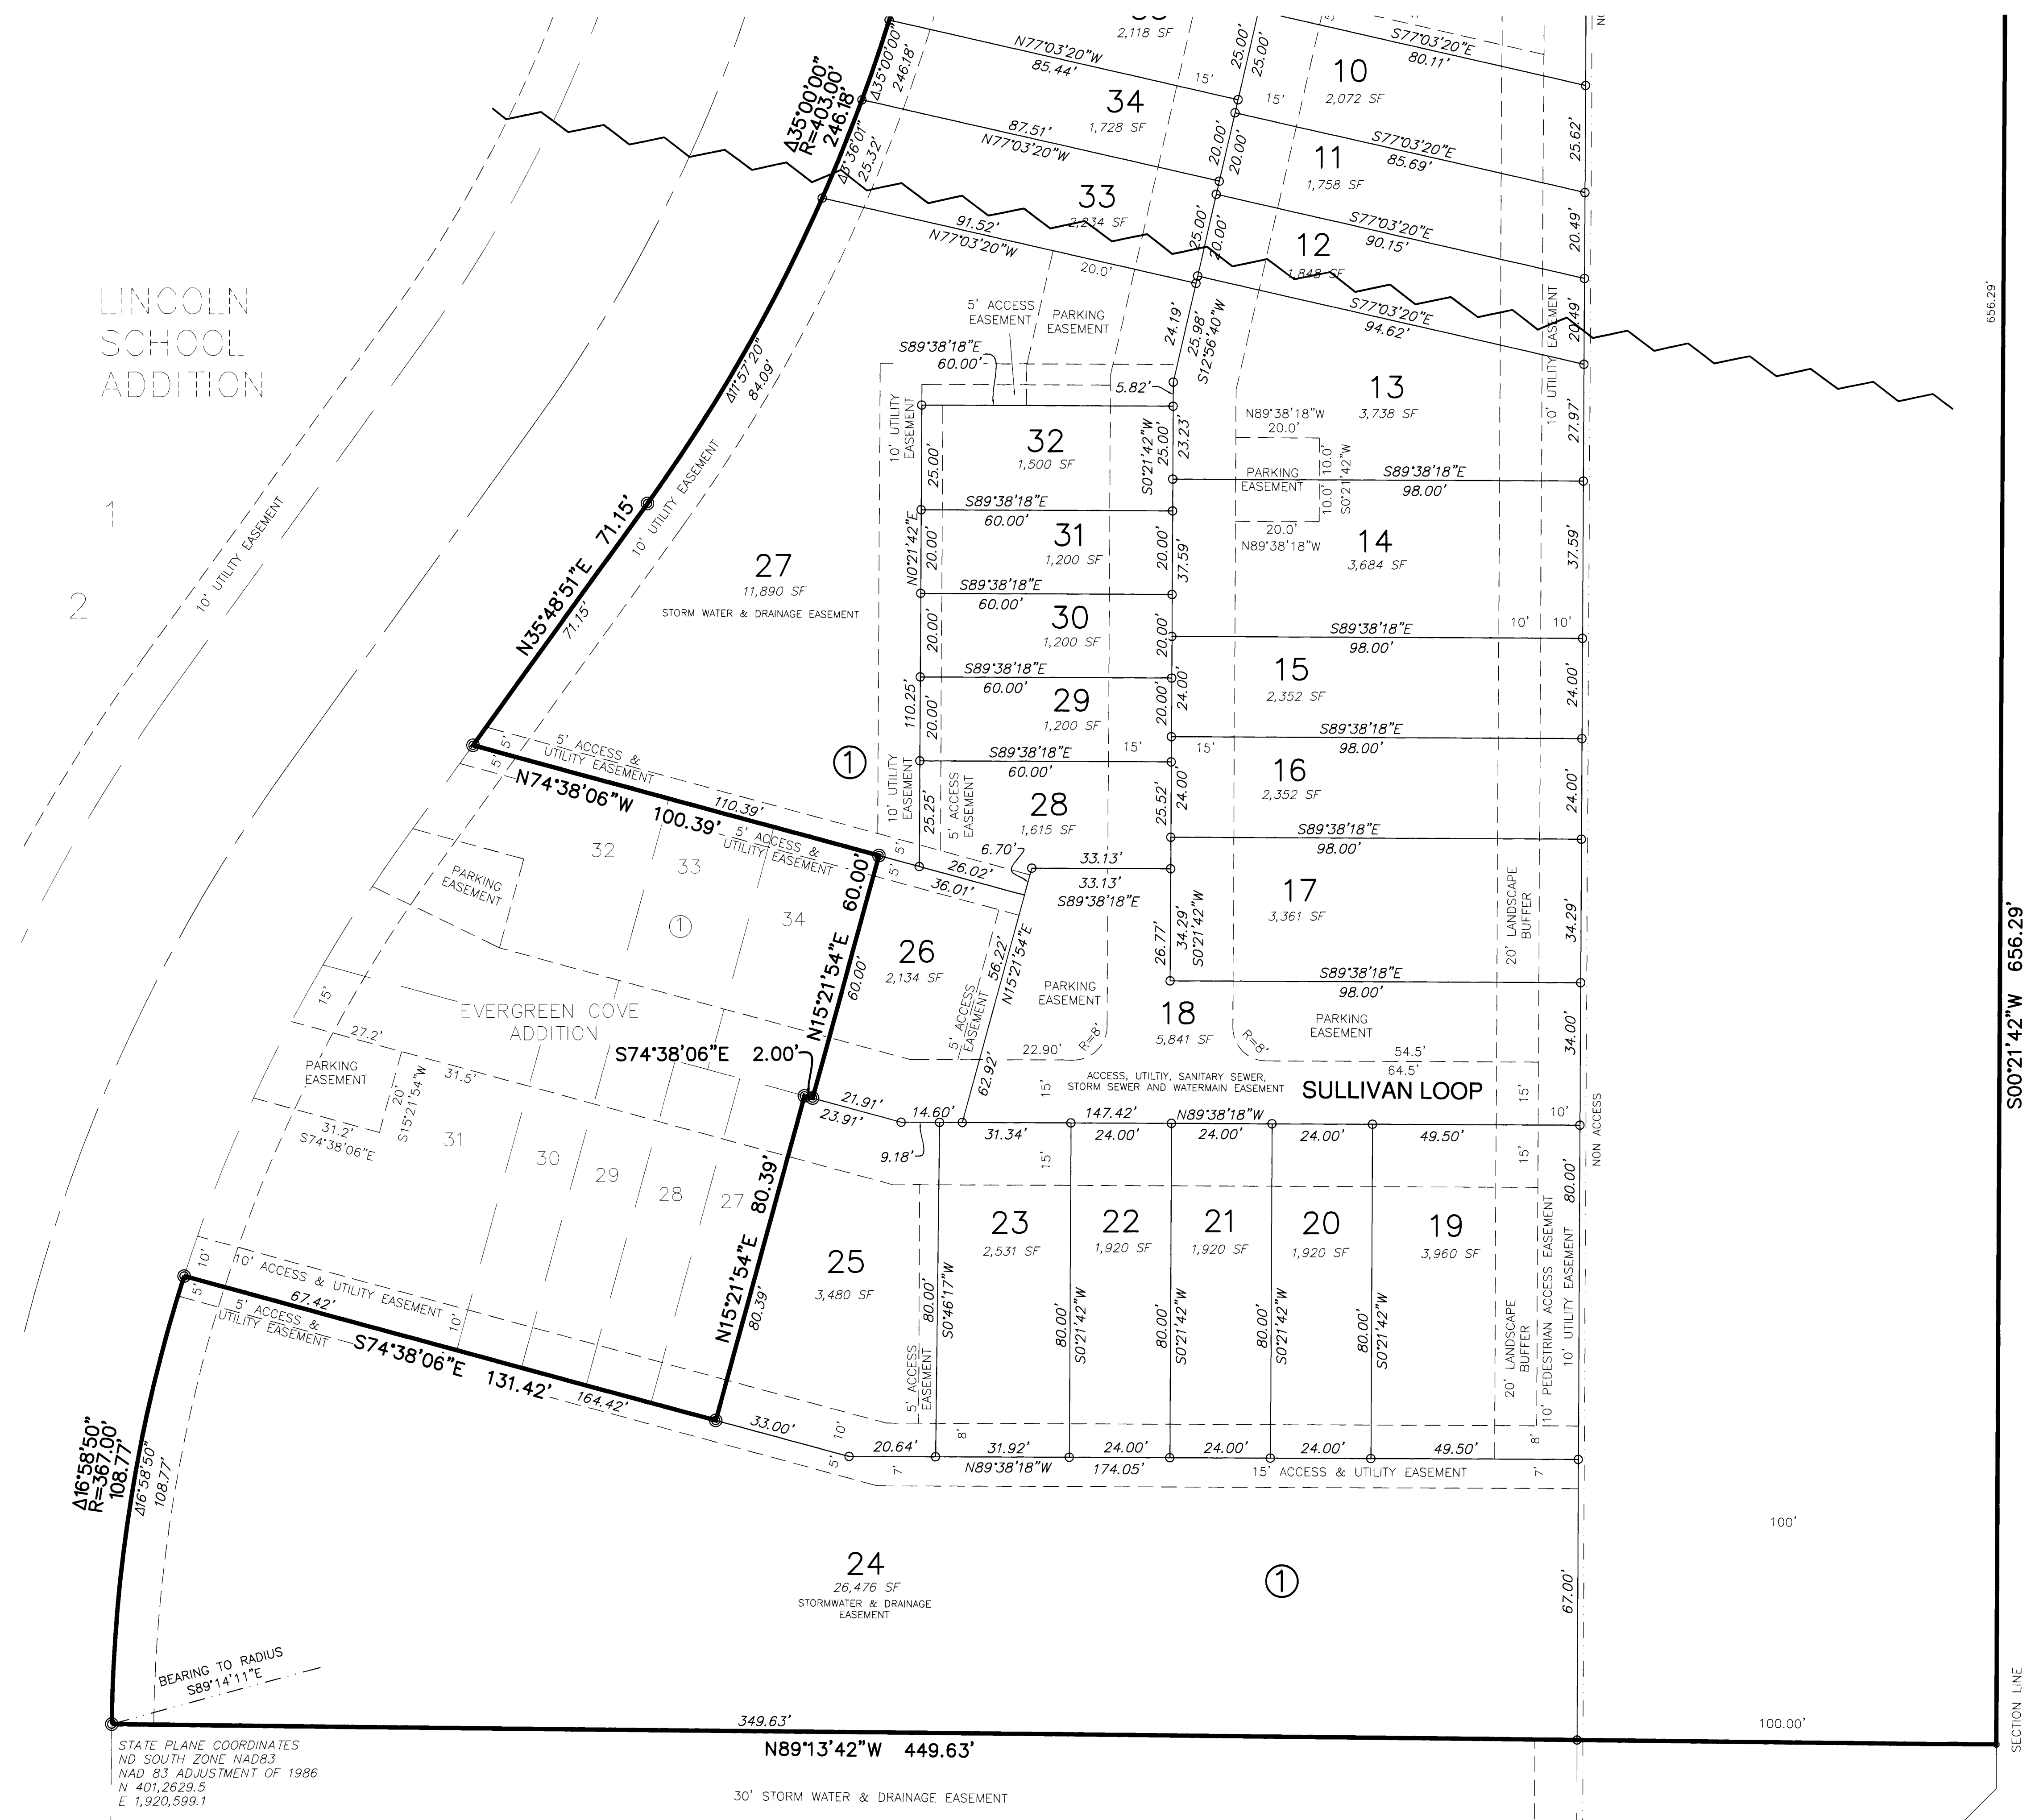 2,118 SF
N77°03'20"W
85.44'
25.00'
25.00'
15'
15'
S77°03'20"E
80.11'
10
2,072 SF
Δ35°00'00"
R=403.00'
246.18'
Δ35°00'00"
246.18'
34
1,728 SF
87.51'
N77°03'20"W
20.00'
20.00'
S77°03'20"E
85.69'
25.62'
11
1,758 SF
25.32'
33
2,234 SF
91.52'
N77°03'20"W
20.0'
25.00'
20.00'
S77°03'20"E
90.15'
20.49'
12
1,848 SF
S77°03'20"E
94.62'
20.49'
10' UTILITY EASEMENT
656.29'
LINCOLN
SCHOOL
ADDITION
1
2
10' UTILITY EASEMENT
5' ACCESS
EASEMENT
PARKING
EASEMENT
24.19'
25.98'
S12°56'40"W
Δ11°57'20"
84.09'
S89°38'18"E
60.00'
5.82'
13
3,738 SF
27.97'
10' UTILITY
EASEMENT
32
1,500 SF
25.00'
S0°21'42"W
25.00'
23.23'
N89°38'18"W
20.0'
PARKING
EASEMENT
10.0'
10.0'
S0°21'42"W
20.0'
N89°38'18"W
S89°38'18"E
98.00'
N35°48'51"E 71.15'
71.15'
10' UTILITY EASEMENT
S89°38'18"E
60.00'
31
1,200 SF
N0°21'42"E
20.00'
20.00'
37.59'
14
3,684 SF
37.59'
27
11,890 SF
STORM WATER & DRAINAGE EASEMENT
S89°38'18"E
60.00'
30
1,200 SF
20.00'
20.00'
S89°38'18"E
98.00'
10'
10'
S89°38'18"E
60.00'
29
1,200 SF
110.25'
20.00'
20.00'
24.00'
15
2,352 SF
24.00'
15'
15'
S89°38'18"E
98.00'
1
5' ACCESS &
UTILITY EASEMENT
5'
5'
N74°38'06"W 100.39'
110.39'
5' ACCESS &
UTILITY EASEMENT
S89°38'18"E
60.00'
28
1,615 SF
10' UTILITY
EASEMENT
25.25'
5' ACCESS
EASEMENT
25.52'
24.00'
16
2,352 SF
24.00'
S89°38'18"E
98.00'
32
33
34
1
PARKING
EASEMENT
60.00'
5'
5'
26.02'
36.01'
6.70'
33.13'
33.13'
S89°38'18"E
17
3,361 SF
34.29'
S0°21'42"W
26.77'
34.29'
20' LANDSCAPE
BUFFER
S89°38'18"E
98.00'
S00°21'42"W 656.29'
26
2,134 SF
N15°21'54"E
60.00'
5' ACCESS
EASEMENT
56.22'
N15°21'54"E
62.92'
PARKING
EASEMENT
22.90'
R=8'
18
5,841 SF
R=8'
PARKING
EASEMENT
54.5'
64.5'
34.00'
15'
EVERGREEN COVE
ADDITION
27.2'
PARKING
EASEMENT
20'
S15°21'54"W
31.5'
31.2'
S74°38'06"E
S74°38'06"E 2.00'
ACCESS, UTILTIY, SANITARY SEWER,
STORM SEWER AND WATERMAIN EASEMENT
SULLIVAN LOOP
15'
15'
10'
NON ACCESS
31
30
29
28
27
21.91'
23.91'
14.60'
9.18'
147.42'
N89°38'18"W
31.34'
24.00'
24.00'
24.00'
49.50'
15'
15'
80.00'
N15°21'54"E 80.39'
80.39'
25
3,480 SF
23
2,531 SF
22
1,920 SF
21
1,920 SF
20
1,920 SF
19
3,960 SF
80.00'
S0°46'17"W
80.00'
S0°21'42"W
80.00'
S0°21'42"W
80.00'
S0°21'42"W
80.00'
S0°21'42"W
20' LANDSCAPE
BUFFER
10' PEDESTRIAN ACCESS EASEMENT
10' UTILITY EASEMENT
5' ACCESS
EASEMENT
10'
5'
10' ACCESS & UTILITY EASEMENT
67.42'
5' ACCESS &
UTILITY EASEMENT
10'
S74°38'06"E 131.42'
164.42'
33.00'
10'
5'
20.64'
7'
8'
31.92'
24.00'
24.00'
24.00'
49.50'
8'
7'
N89°38'18"W 174.05'
15' ACCESS & UTILITY EASEMENT
Δ16°58'50"
R=367.00'
108.77'
Δ16°58'50"
108.77'
24
26,476 SF
STORMWATER & DRAINAGE
EASEMENT
1
67.00'
100'
BEARING TO RADIUS
S89°14'11"E
349.63'
N89°13'42"W 449.63'
100.00'
SECTION LINE
STATE PLANE COORDINATES
ND SOUTH ZONE NAD83
NAD 83 ADJUSTMENT OF 1986
N 401,2629.5
E 1,920,599.1
30' STORM WATER & DRAINAGE EASEMENT